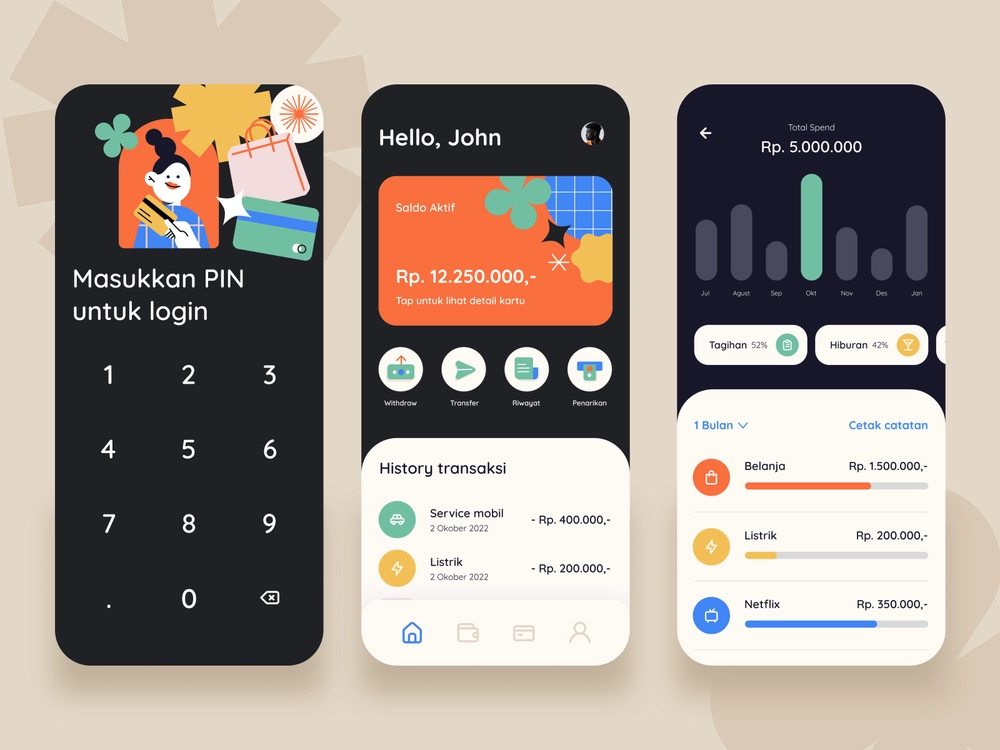 Masukkan PIN
untuk login
1 2 3
4 5 6
7 8 9
. 0
Hello, John
Saldo Aktif
Rp. 12.250.000,-
Tap untuk lihat detail kartu
Withdraw Transfer Riwayat Penarikan
History transaksi
Service mobil
2 Okober 2022
- Rp. 400.000,-
Listrik
2 Okober 2022
- Rp. 200.000,-
Total Spend
Rp. 5.000.000
Jul Agust Sep Okt Nov Des Jan
Tagihan 52% Hiburan 42%
1 Bulan Cetak catatan
Belanja Rp. 1.500.000,-
Listrik Rp. 200.000,-
Netflix Rp. 350.000,-